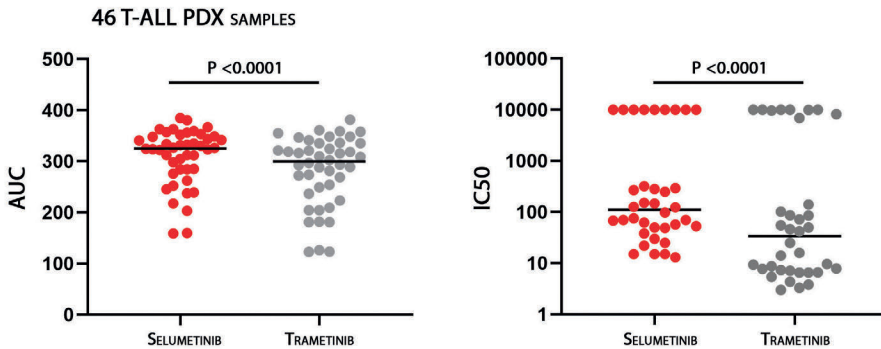 46 T-ALL PDX SAMPLES
500
400
300
200
100
0
AUC
P <0.0001
SELUMETINIB
TRAMETINIB
100000
10000
1000
100
10
1
IC50
P <0.0001
SELUMETINIB
TRAMETINIB